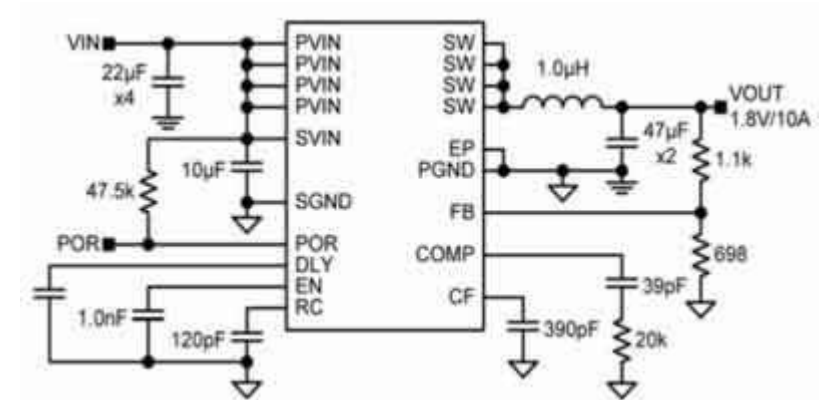 VIN
22µF
x4
47.5k
10µF
POR
1.0nF
120pF
PVIN
PVIN
PVIN
PVIN
SVIN
SGND
POR
DLY
EN
RC
SW
SW
SW
SW
EP
PGND
FB
COMP
CF
1.0µH
VOUT
1.8V/10A
47µF
x2
1.1k
698
39pF
390pF
20k